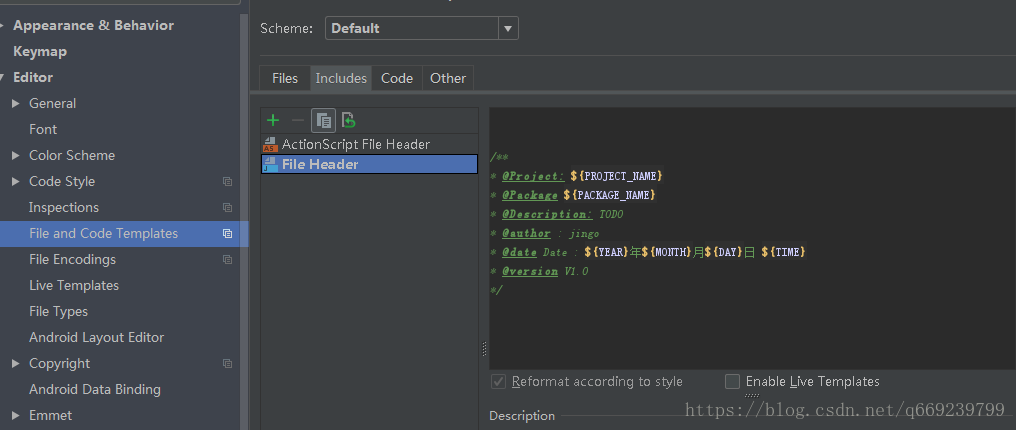 Appearance & Behavior
Keymap
Editor
General
Font
Color Scheme
Code Style
Inspections
File and Code Templates
File Encodings
Live Templates
File Types
Android Layout Editor
Copyright
Android Data Binding
Emmet
Scheme: Default
Files Includes Code Other
ActionScript File Header
File Header
/**
* @Project: ${PROJECT_NAME}
* @Package ${PACKAGE_NAME}
* @Description: TODO
* @author : jingo
* @date Date : ${YEAR}年${MONTH}月${DAY}日 ${TIME}
* @version V1.0
*/
Reformat according to style Enable Live Templates
Description
https://blog.csdn.net/q669239799